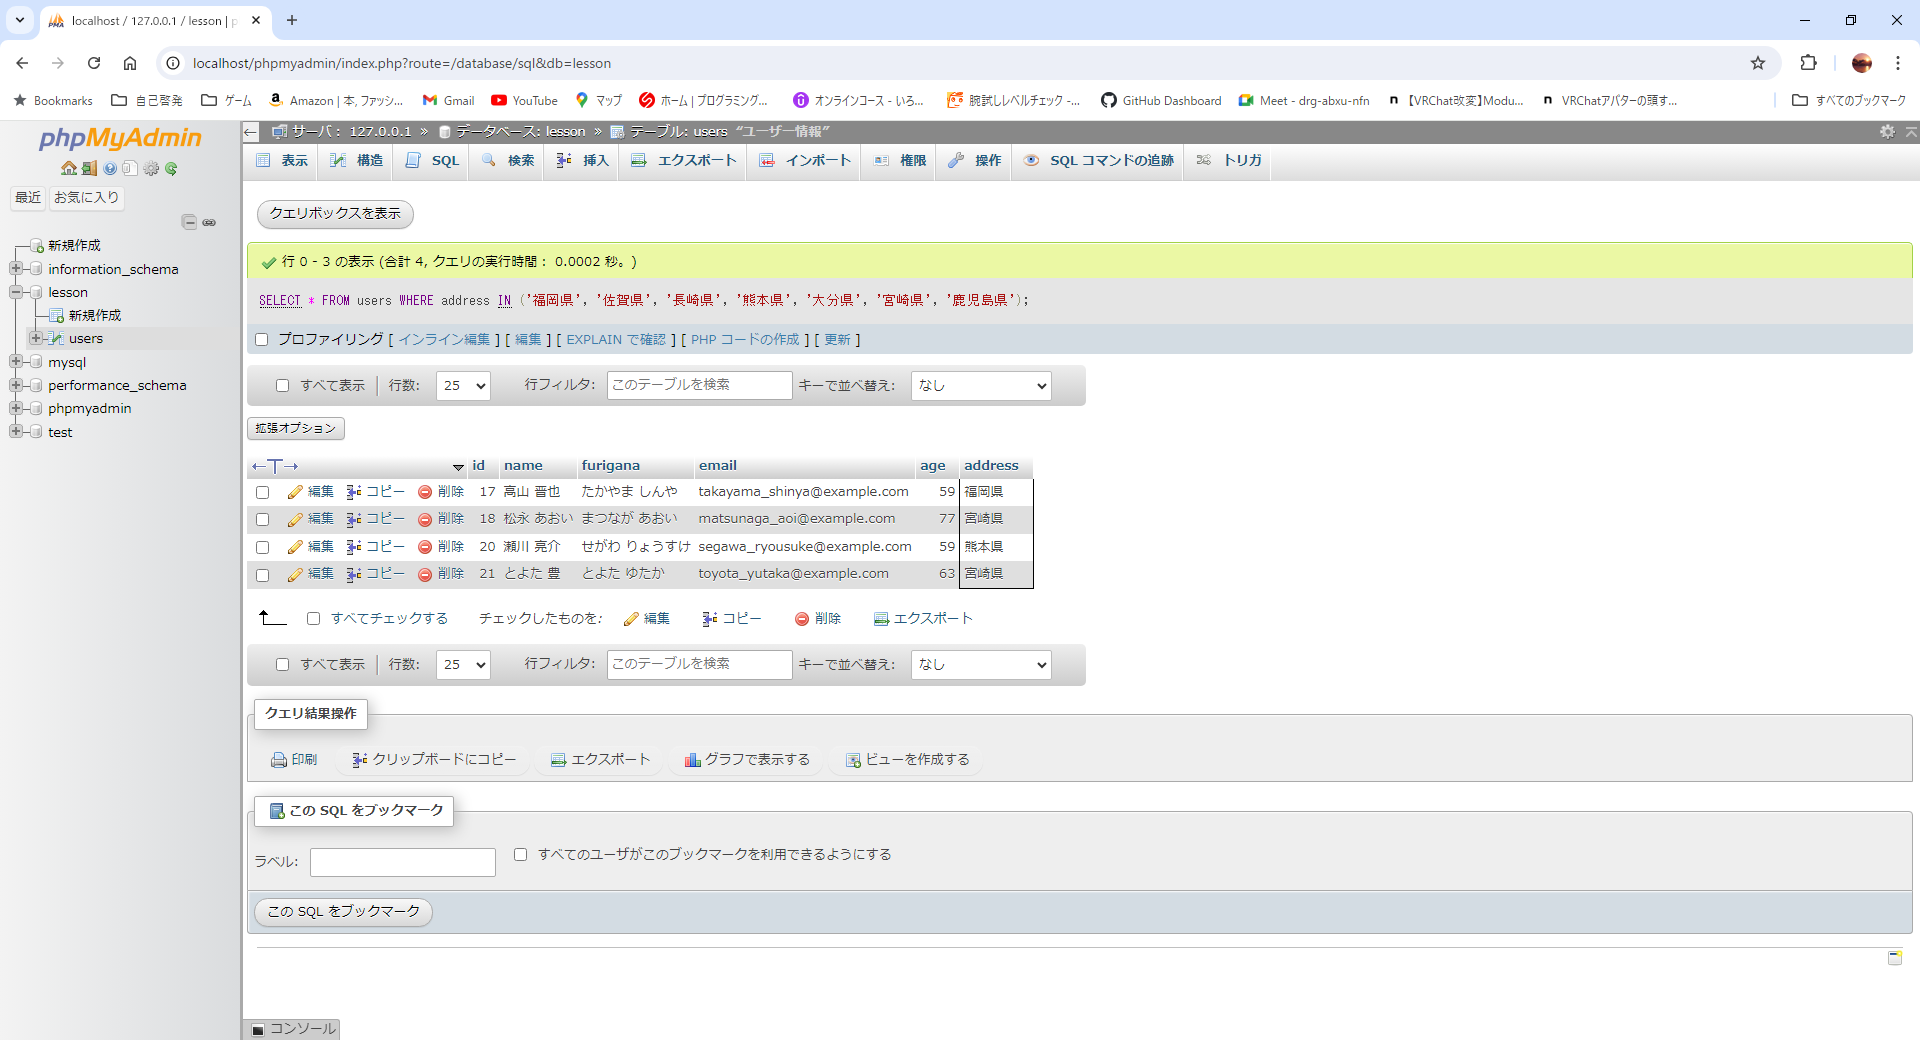 localhost / 127.0.0.1 / lesson | p
localhost/phpmyadmin/index.php?route=/database/sql&db=lesson
Bookmarks 自己啓発 ゲーム Amazon | 本, ファッシ... Gmail YouTube マップ ホーム | プログラミング... オンラインコース - いろ... 腕試しレベルチェック -... GitHub Dashboard Meet - drg-abxu-nfn 【VRChat改変】Modu... VRChatアバターの頭す... すべてのブックマーク
phpMyAdmin
最近 お気に入り
新規作成
information_schema
lesson
新規作成
users
mysql
performance_schema
phpmyadmin
test
サーバ: 127.0.0.1 » データベース: lesson » テーブル: users "ユーザー情報"
表示 構造 SQL 検索 挿入 エクスポート インポート 権限 操作 SQL コマンドの追跡 トリガ
クエリボックスを表示
行 0 - 3 の表示 (合計 4, クエリの実行時間: 0.0002 秒。)
SELECT * FROM users WHERE address IN ('福岡県', '佐賀県', '長崎県', '熊本県', '大分県', '宮崎県', '鹿児島県');
プロファイリング [ インライン編集 ] [ 編集 ] [ EXPLAIN で確認 ] [ PHP コードの作成 ] [ 更新 ]
すべて表示 行数: 25 行フィルタ: このテーブルを検索 キーで並べ替え: なし
拡張オプション
←T→ id name furigana email age address
編集 コピー 削除 17 高山 晋也 たかやま しんや takayama_shinya@example.com 59 福岡県
編集 コピー 削除 18 松永 あおい まつなが あおい matsunaga_aoi@example.com 77 宮崎県
編集 コピー 削除 20 瀬川 亮介 せがわ りょうすけ segawa_ryousuke@example.com 59 熊本県
編集 コピー 削除 21 とよた 豊 とよた ゆたか toyota_yutaka@example.com 63 宮崎県
すべてチェックする チェックしたものを: 編集 コピー 削除 エクスポート
すべて表示 行数: 25 行フィルタ: このテーブルを検索 キーで並べ替え: なし
クエリ結果操作
印刷 クリップボードにコピー エクスポート グラフで表示する ビューを作成する
この SQL をブックマーク
ラベル: すべてのユーザがこのブックマークを利用できるようにする
この SQL をブックマーク
コンソール